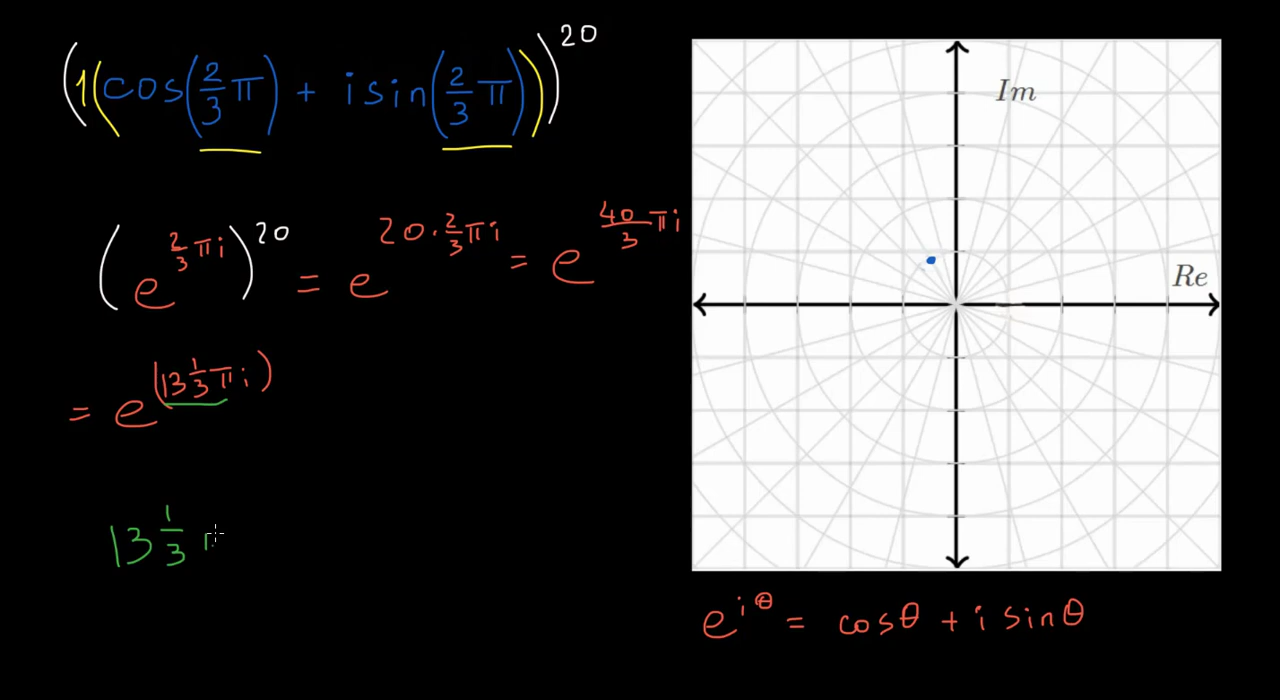 (1(cos(2/3 π) + i sin(2/3 π)))^20
(e^(2/3 πi))^20 = e^(20·2/3 πi) = e^(40/3 πi)
= e^(13 1/3 πi)
13 1/3
Im
Re
e^(iθ) = cosθ + i sinθ